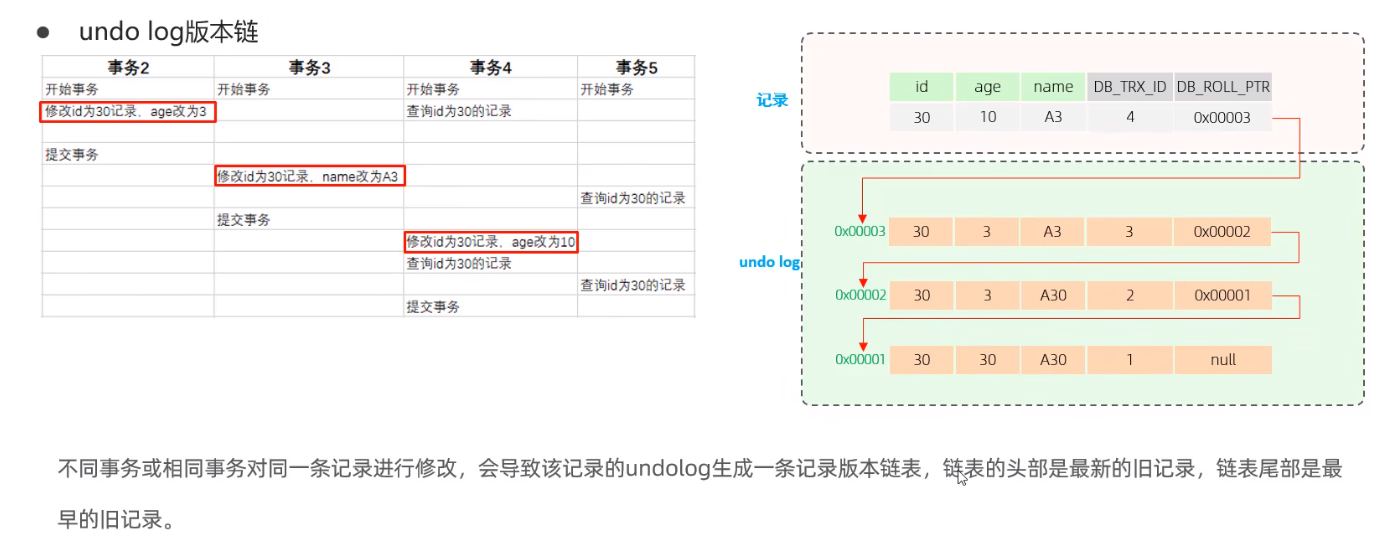 ● undo log版本链
事务2 事务3 事务4 事务5
开始事务 开始事务 开始事务 开始事务
修改id为30记录，age改为3 查询id为30的记录
提交事务
修改id为30记录，name改为A3
查询id为30的记录
提交事务
修改id为30记录，age改为10
查询id为30的记录
查询id为30的记录
提交事务
记录
id age name DB_TRX_ID DB_ROLL_PTR
30 10 A3 4 0x00003
undo log
0x00003 30 3 A3 3 0x00002
0x00002 30 3 A30 2 0x00001
0x00001 30 30 A30 1 null
不同事务或相同事务对同一条记录进行修改，会导致该记录的undolog生成一条记录版本链表，链表的头部是最新的旧记录，链表尾部是最
早的旧记录。